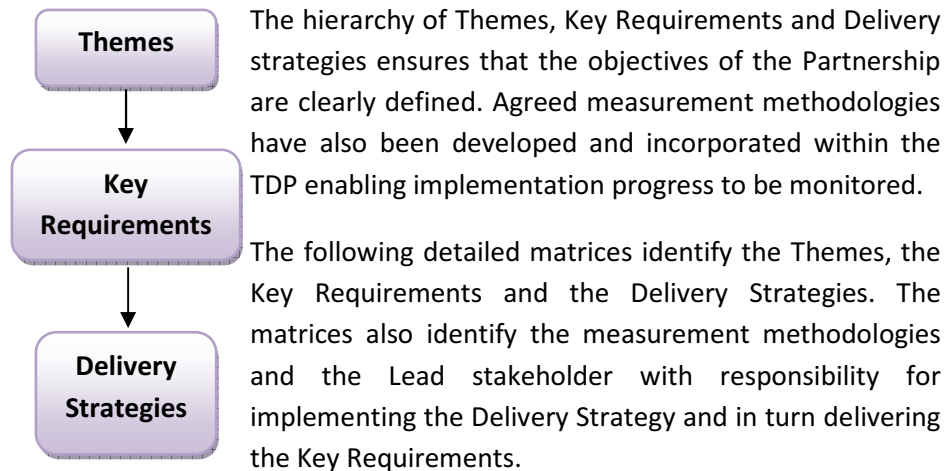 Themes
Key
Requirements
Delivery
Strategies
The hierarchy of Themes, Key Requirements and Delivery
strategies ensures that the objectives of the Partnership
are clearly defined. Agreed measurement methodologies
have also been developed and incorporated within the
TDP enabling implementation progress to be monitored.
The following detailed matrices identify the Themes, the
Key Requirements and the Delivery Strategies. The
matrices also identify the measurement methodologies
and the Lead stakeholder with responsibility for
implementing the Delivery Strategy and in turn delivering
the Key Requirements.